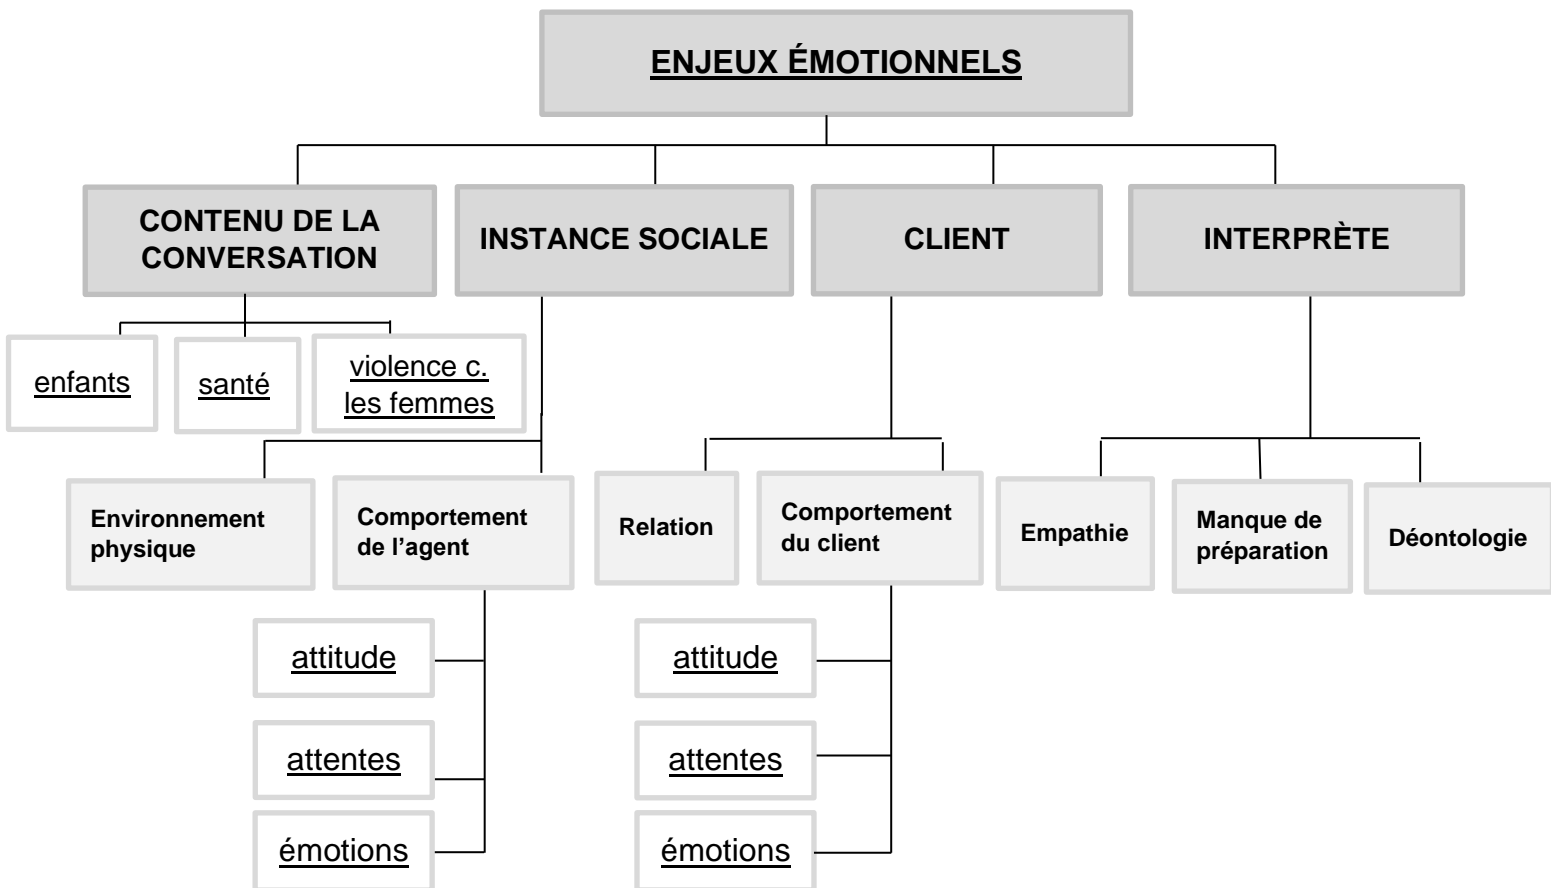 ENJEUX ÉMOTIONNELS
CONTENU DE LA
CONVERSATION
INSTANCE SOCIALE
CLIENT
INTERPRÈTE
enfants
santé
violence c.
les femmes
Environnement
physique
Comportement
de l’agent
Relation
Comportement
du client
Empathie
Manque de
préparation
Déontologie
attitude
attitude
attentes
attentes
émotions
émotions